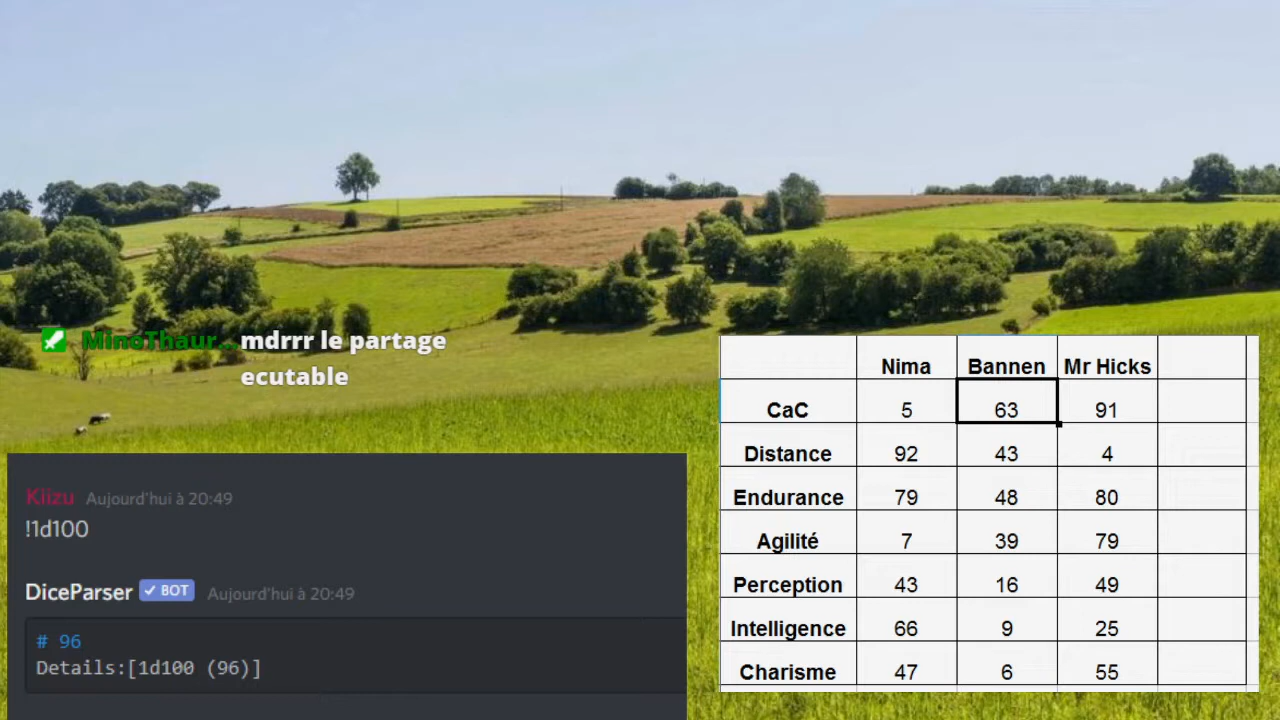 MinoThaur...mdrrr le partage
ecutable
Kiizu Aujourd'hui à 20:49
!1d100
DiceParser ✓ BOT Aujourd'hui à 20:49
# 96
Details:[1d100 (96)]
Nima Bannen Mr Hicks
CaC 5 63 91
Distance 92 43 4
Endurance 79 48 80
Agilité 7 39 79
Perception 43 16 49
Intelligence 66 9 25
Charisme 47 6 55